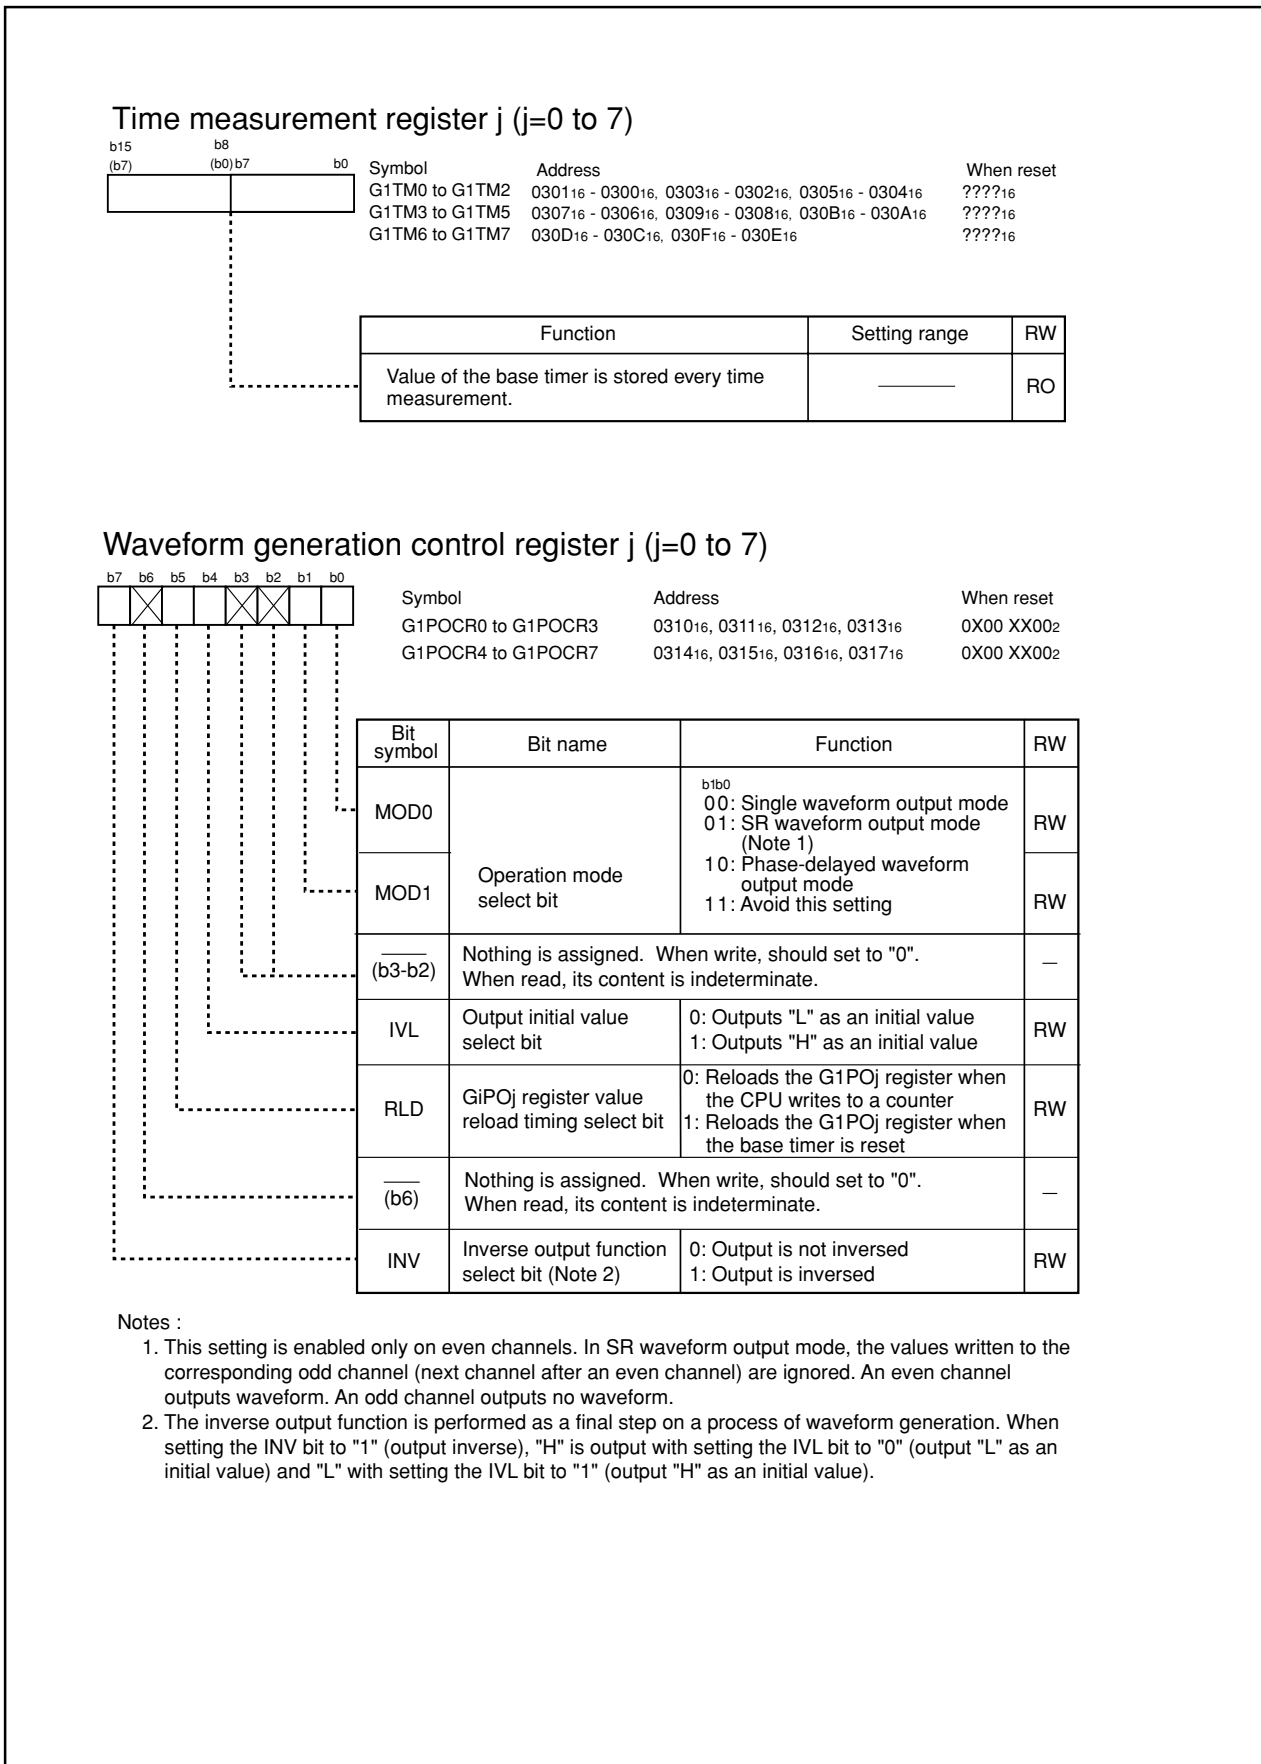 Time measurement register j (j=0 to 7)
b15 b8
(b7) (b0) b7 b0
Symbol Address When reset
G1TM0 to G1TM2 030116 - 030016, 030316 - 030216, 030516 - 030416 ????16
G1TM3 to G1TM5 030716 - 030616, 030916 - 030816, 030B16 - 030A16 ????16
G1TM6 to G1TM7 030D16 - 030C16, 030F16 - 030E16 ????16
Function Setting range RW
Value of the base timer is stored every time
measurement.
RO
Waveform generation control register j (j=0 to 7)
b7 b6 b5 b4 b3 b2 b1 b0
Symbol Address When reset
G1POCR0 to G1POCR3 031016, 031116, 031216, 031316 0X00 XX002
G1POCR4 to G1POCR7 031416, 031516, 031616, 031716 0X00 XX002
Bit
symbol
Bit name Function RW
MOD0
MOD1
Operation mode
select bit
b1b0
00: Single waveform output mode
01: SR waveform output mode
(Note 1)
10: Phase-delayed waveform
output mode
11: Avoid this setting
RW
RW
(b3-b2)
Nothing is assigned. When write, should set to "0".
When read, its content is indeterminate.
–
IVL
Output initial value
select bit
0: Outputs "L" as an initial value
1: Outputs "H" as an initial value
RW
RLD
GiPOj register value
reload timing select bit
0: Reloads the G1POj register when
the CPU writes to a counter
1: Reloads the G1POj register when
the base timer is reset
RW
(b6)
Nothing is assigned. When write, should set to "0".
When read, its content is indeterminate.
–
INV
Inverse output function
select bit (Note 2)
0: Output is not inversed
1: Output is inversed
RW
Notes :
1. This setting is enabled only on even channels. In SR waveform output mode, the values written to the
corresponding odd channel (next channel after an even channel) are ignored. An even channel
outputs waveform. An odd channel outputs no waveform.
2. The inverse output function is performed as a final step on a process of waveform generation. When
setting the INV bit to "1" (output inverse), "H" is output with setting the IVL bit to "0" (output "L" as an
initial value) and "L" with setting the IVL bit to "1" (output "H" as an initial value).